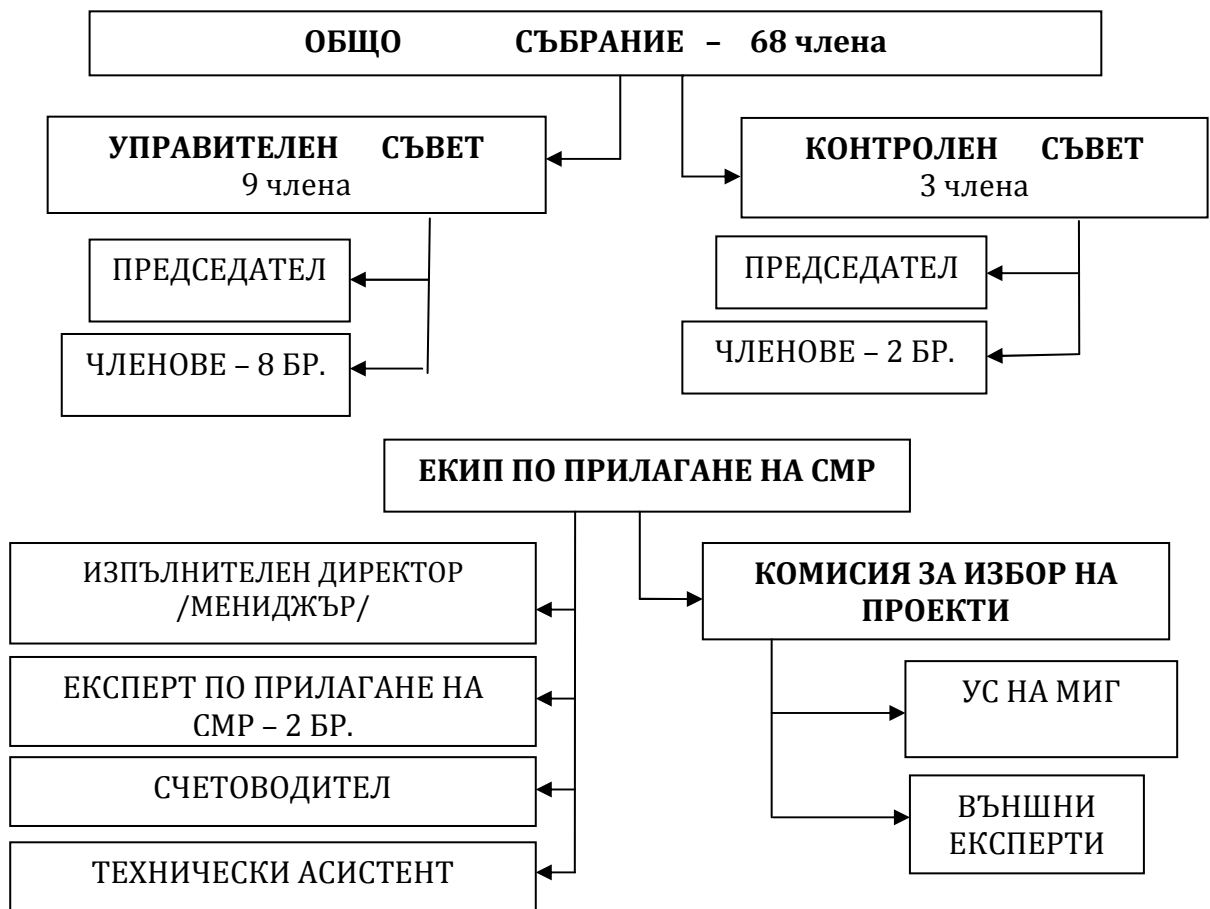 ОБЩО СЪБРАНИЕ – 68 члена
УПРАВИТЕЛЕН СЪВЕТ
9 члена
КОНТРОЛЕН СЪВЕТ
3 члена
ПРЕДСЕДАТЕЛ
ПРЕДСЕДАТЕЛ
ЧЛЕНОВЕ – 8 БР.
ЧЛЕНОВЕ – 2 БР.
ЕКИП ПО ПРИЛАГАНЕ НА СМР
ИЗПЪЛНИТЕЛЕН ДИРЕКТОР
/МЕНИДЖЪР/
КОМИСИЯ ЗА ИЗБОР НА
ПРОЕКТИ
ЕКСПЕРТ ПО ПРИЛАГАНЕ НА
СМР – 2 БР.
УС НА МИГ
СЧЕТОВОДИТЕЛ
ВЪНШНИ
ЕКСПЕРТИ
ТЕХНИЧЕСКИ АСИСТЕНТ